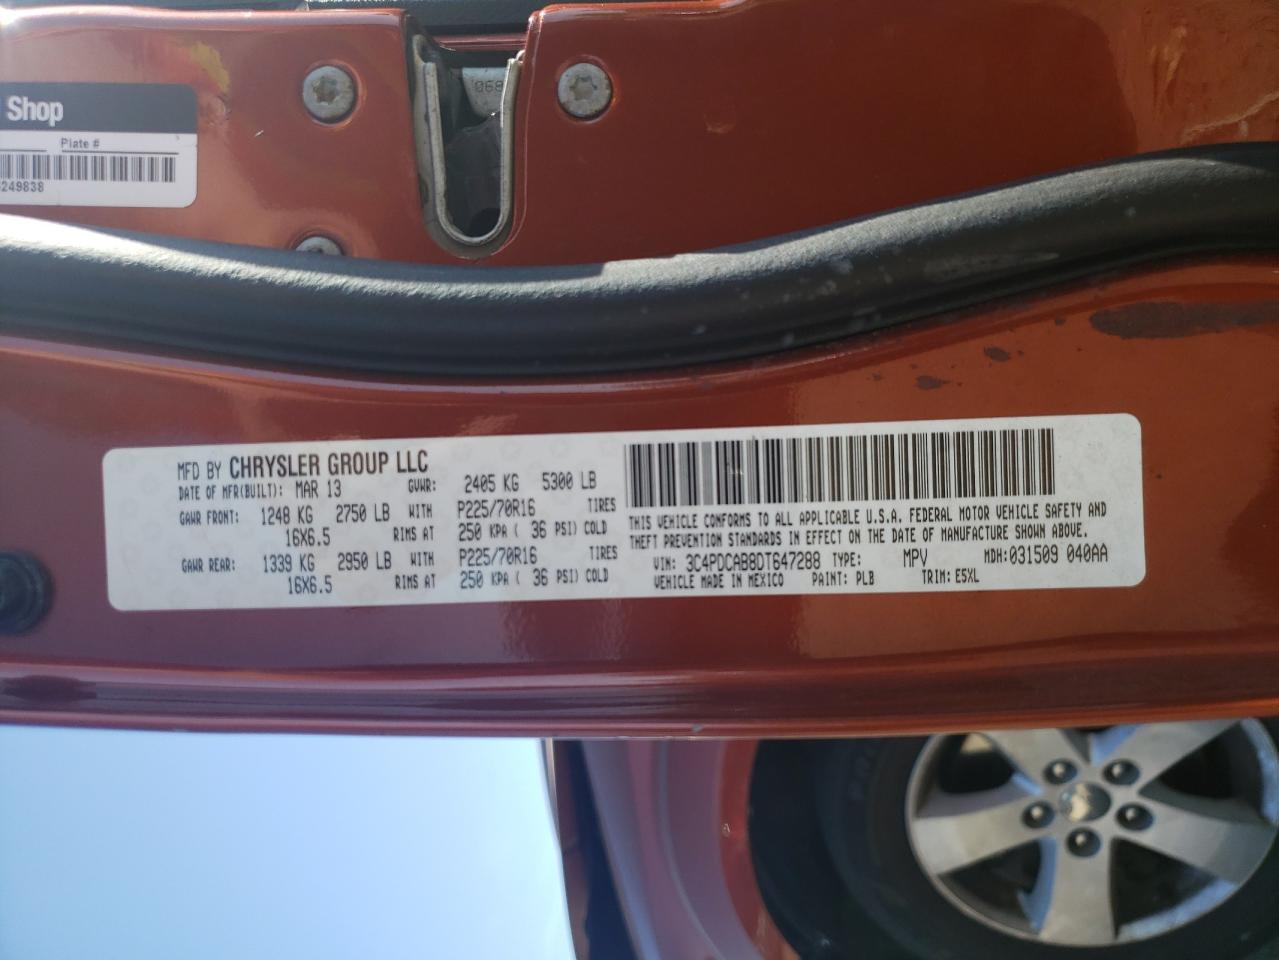 Shop
Plate #
249838
068
MFD BY CHRYSLER GROUP LLC
DATE OF MFR(BUILT): MAR 13 GVWR: 2405 KG 5300 LB
GAWR FRONT: 1248 KG 2750 LB WITH P225/70R16 TIRES
16X6.5 RIMS AT 250 KPA ( 36 PSI) COLD
GAWR REAR: 1339 KG 2950 LB WITH P225/70R16 TIRES
16X6.5 RIMS AT 250 KPA ( 36 PSI) COLD
THIS VEHICLE CONFORMS TO ALL APPLICABLE U.S.A. FEDERAL MOTOR VEHICLE SAFETY AND
THEFT PREVENTION STANDARDS IN EFFECT ON THE DATE OF MANUFACTURE SHOWN ABOVE.
VIN: 3C4PDCAB8DT647288 TYPE: MPV MDH: 031509 040AA
VEHICLE MADE IN MEXICO PAINT: PLB TRIM: E5XL